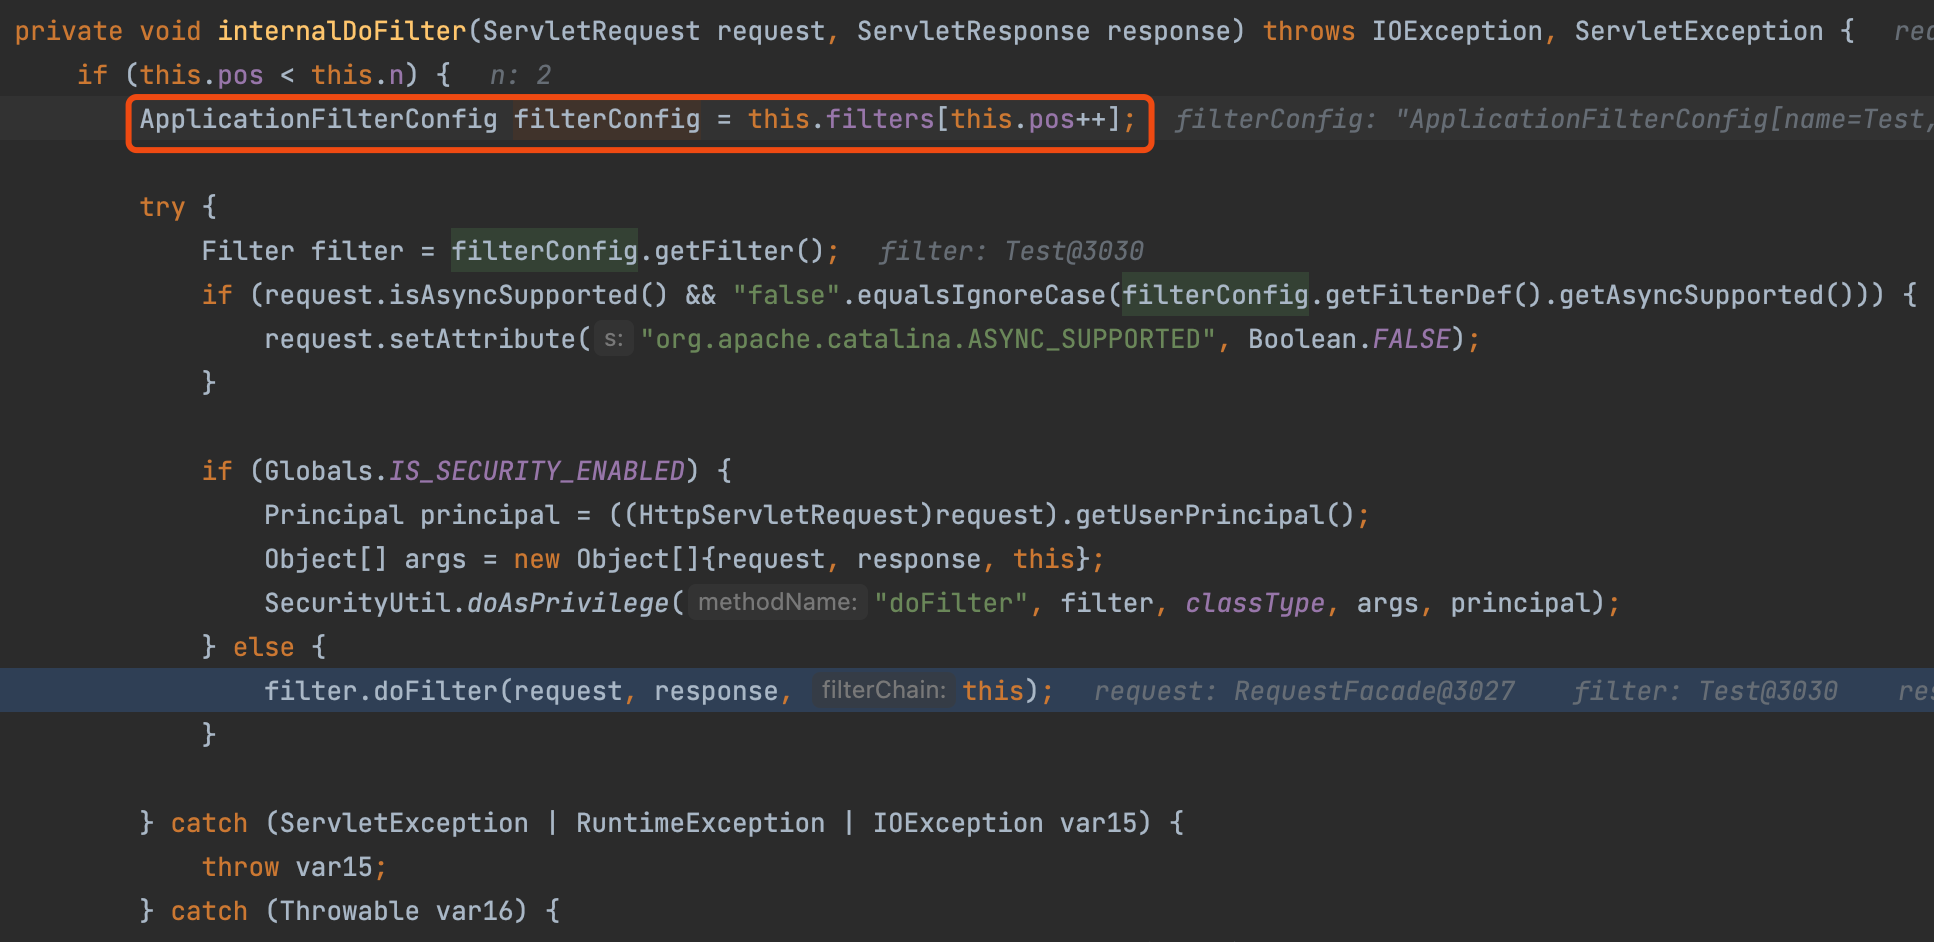 private void internalDoFilter(ServletRequest request, ServletResponse response) throws IOException, ServletException {
if (this.pos < this.n) { n: 2
ApplicationFilterConfig filterConfig = this.filters[this.pos++]; filterConfig: "ApplicationFilterConfig[name=Test,
try {
Filter filter = filterConfig.getFilter(); filter: Test@3030
if (request.isAsyncSupported() && "false".equalsIgnoreCase(filterConfig.getFilterDef().getAsyncSupported())) {
request.setAttribute( s: "org.apache.catalina.ASYNC_SUPPORTED", Boolean.FALSE);
}
if (Globals.IS_SECURITY_ENABLED) {
Principal principal = ((HttpServletRequest)request).getUserPrincipal();
Object[] args = new Object[]{request, response, this};
SecurityUtil.doAsPrivilege( methodName: "doFilter", filter, classType, args, principal);
} else {
filter.doFilter(request, response, filterChain: this); request: RequestFacade@3027 filter: Test@3030
}
} catch (ServletException | RuntimeException | IOException var15) {
throw var15;
} catch (Throwable var16) {